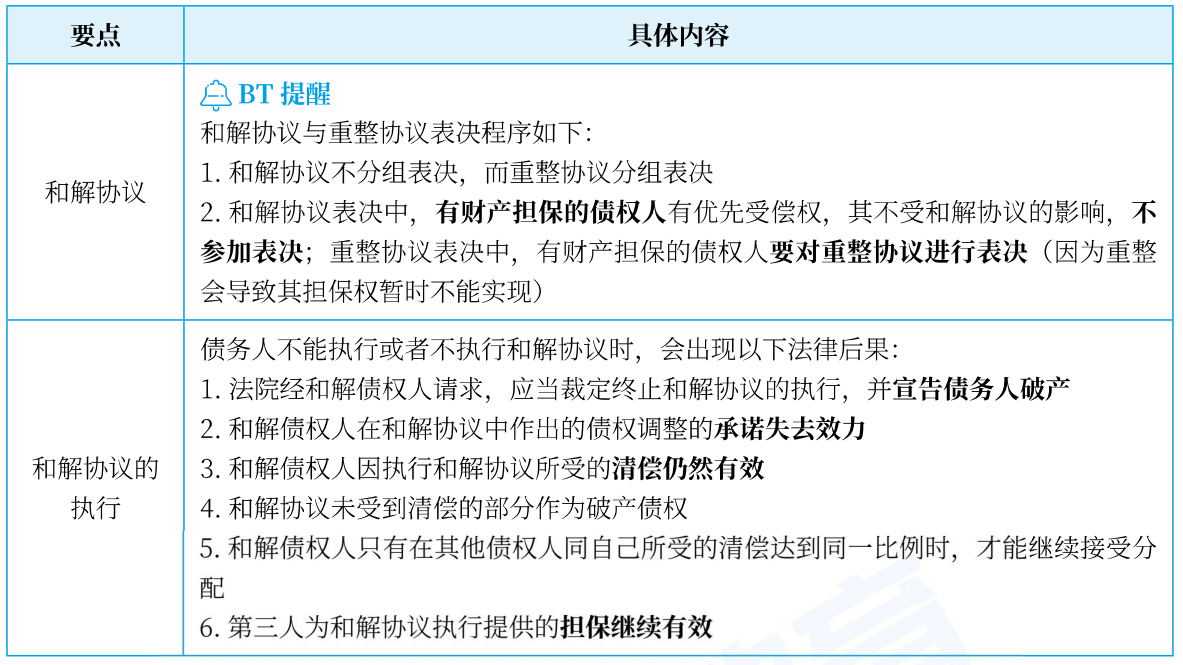 要点
具体内容
和解协议
BT 提醒
和解协议与重整协议表决程序如下：
1. 和解协议不分组表决，而重整协议分组表决
2. 和解协议表决中，有财产担保的债权人有优先受偿权，其不受和解协议的影响，不
参加表决；重整协议表决中，有财产担保的债权人要对重整协议进行表决（因为重整
会导致其担保权暂时不能实现）
和解协议的
执行
债务人不能执行或者不执行和解协议时，会出现以下法律后果：
1. 法院经和解债权人请求，应当裁定终止和解协议的执行，并宣告债务人破产
2. 和解债权人在和解协议中作出的债权调整的承诺失去效力
3. 和解债权人因执行和解协议所受的清偿仍然有效
4. 和解协议未受到清偿的部分作为破产债权
5. 和解债权人只有在其他债权人同自己所受的清偿达到同一比例时，才能继续接受分
配
6. 第三人为和解协议执行提供的担保继续有效